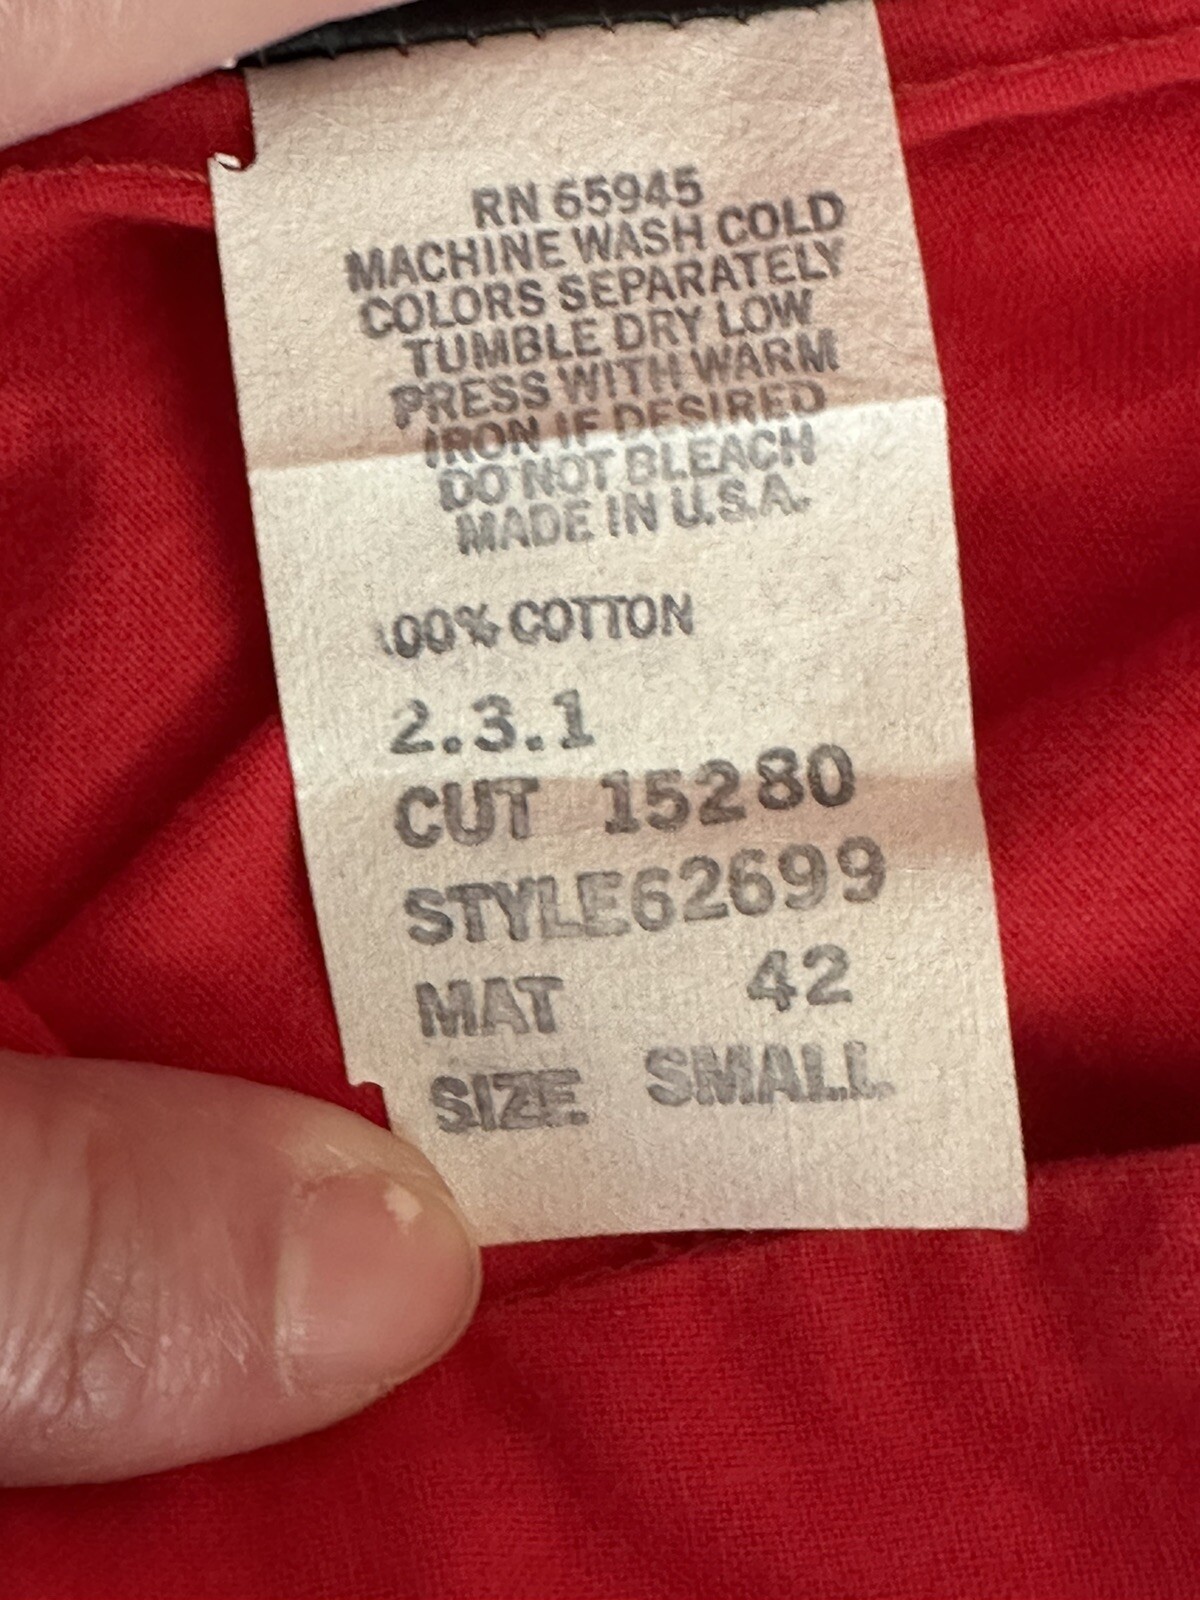 RN 65945
MACHINE WASH COLD
COLORS SEPARATELY
TUMBLE DRY LOW
PRESS WITH WARM
IRON IF DESIRED
DO NOT BLEACH
MADE IN U.S.A.
100% COTTON
2.3.1
CUT 15280
STYLE62699
MAT 42
SIZE SMALL